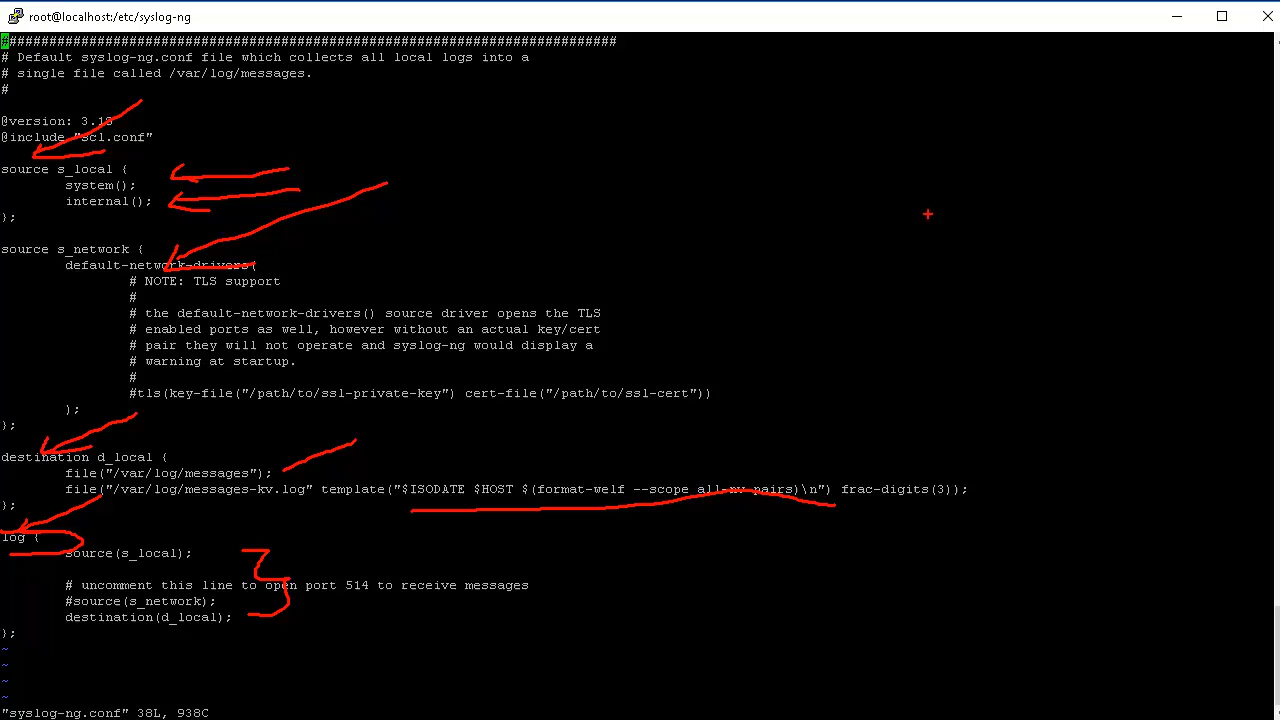 root@localhost:/etc/syslog-ng
#############################################################################
# Default syslog-ng.conf file which collects all local logs into a
# single file called /var/log/messages.
#
@version: 3.13
@include "scl.conf"
source s_local {
        system();
        internal();
};
source s_network {
        default-network-drivers(
                # NOTE: TLS support
                #
                # the default-network-drivers() source driver opens the TLS
                # enabled ports as well, however without an actual key/cert
                # pair they will not operate and syslog-ng would display a
                # warning at startup.
                #
                #tls(key-file("/path/to/ssl-private-key") cert-file("/path/to/ssl-cert"))
        );
};
destination d_local {
        file("/var/log/messages");
        file("/var/log/messages-kv.log" template("$ISODATE $HOST $(format-welf --scope all-nv-pairs)\n") frac-digits(3));
};
log {
        source(s_local);
        # uncomment this line to open port 514 to receive messages
        #source(s_network);
        destination(d_local);
};
~
~
~
~
"syslog-ng.conf" 38L, 938C